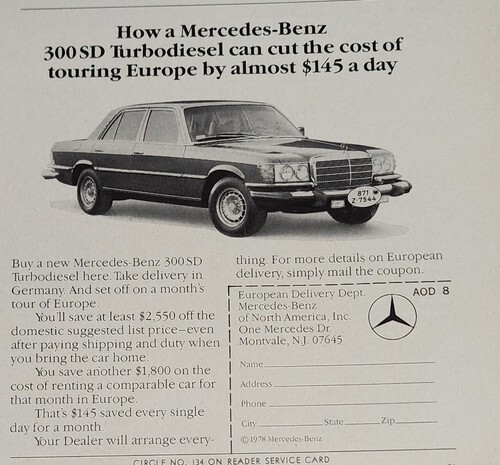 How a Mercedes-Benz
300 SD Turbodiesel can cut the cost of
touring Europe by almost $145 a day
871
Z-7544
Buy a new Mercedes-Benz 300 SD
Turbodiesel here. Take delivery in
Germany. And set off on a month's
tour of Europe.
You'll save at least $2,550 off the
domestic suggested list price–even
after paying shipping and duty when
you bring the car home.
You save another $1,800 on the
cost of renting a comparable car for
that month in Europe.
That's $145 saved every single
day for a month.
Your Dealer will arrange every-
thing. For more details on European
delivery, simply mail the coupon.
European Delivery Dept.
Mercedes-Benz
of North America, Inc.
One Mercedes Dr.
Montvale, N.J. 07645
AOD 8
Name
Address
Phone
City State Zip
© 1978 Mercedes-Benz
CIRCLE NO. 134 ON READER SERVICE CARD